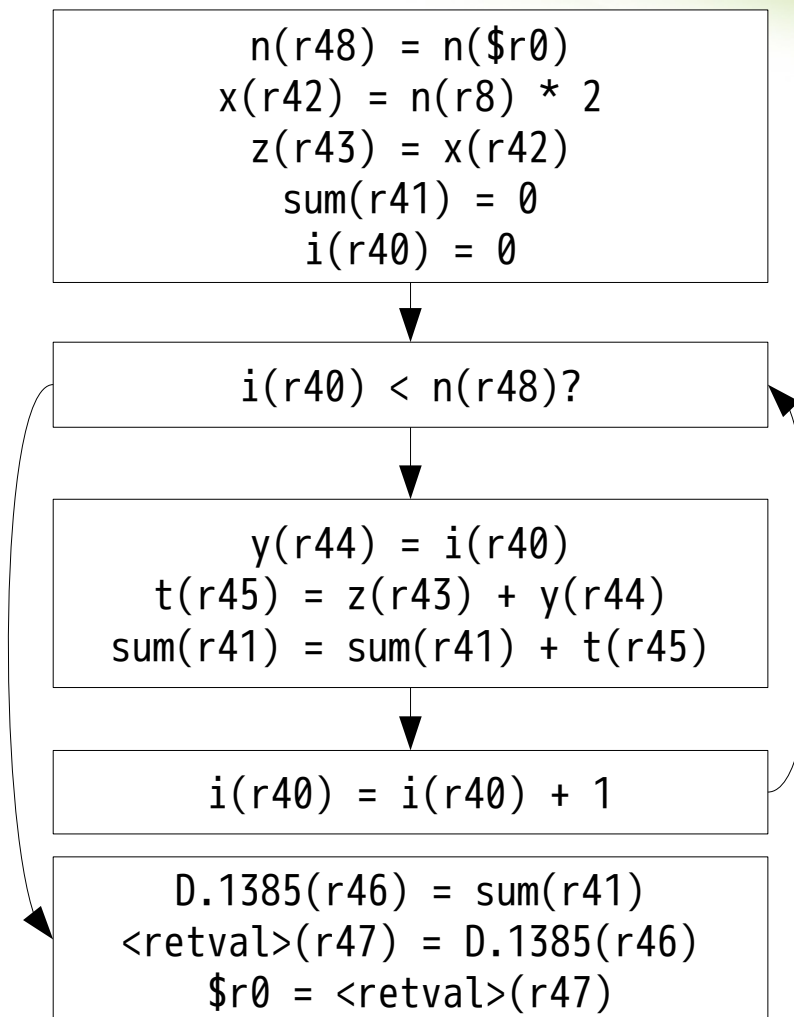 n(r48) = n($r0)
x(r42) = n(r8) * 2
z(r43) = x(r42)
sum(r41) = 0
i(r40) = 0
i(r40) < n(r48)?
y(r44) = i(r40)
t(r45) = z(r43) + y(r44)
sum(r41) = sum(r41) + t(r45)
i(r40) = i(r40) + 1
D.1385(r46) = sum(r41)
<retval>(r47) = D.1385(r46)
$r0 = <retval>(r47)